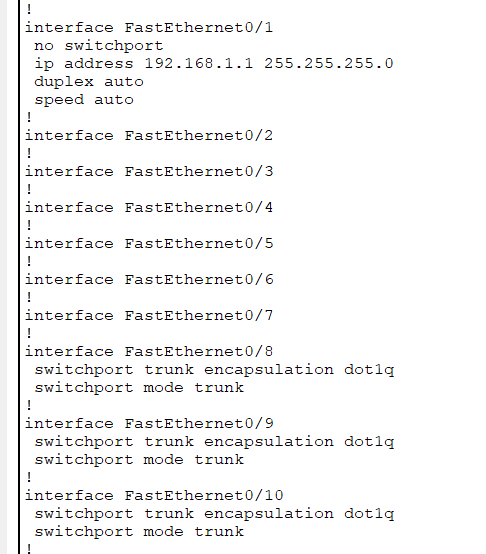 !
interface FastEthernet0/1
 no switchport
 ip address 192.168.1.1 255.255.255.0
 duplex auto
 speed auto
!
interface FastEthernet0/2
!
interface FastEthernet0/3
!
interface FastEthernet0/4
!
interface FastEthernet0/5
!
interface FastEthernet0/6
!
interface FastEthernet0/7
!
interface FastEthernet0/8
 switchport trunk encapsulation dot1q
 switchport mode trunk
!
interface FastEthernet0/9
 switchport trunk encapsulation dot1q
 switchport mode trunk
!
interface FastEthernet0/10
 switchport trunk encapsulation dot1q
 switchport mode trunk
!